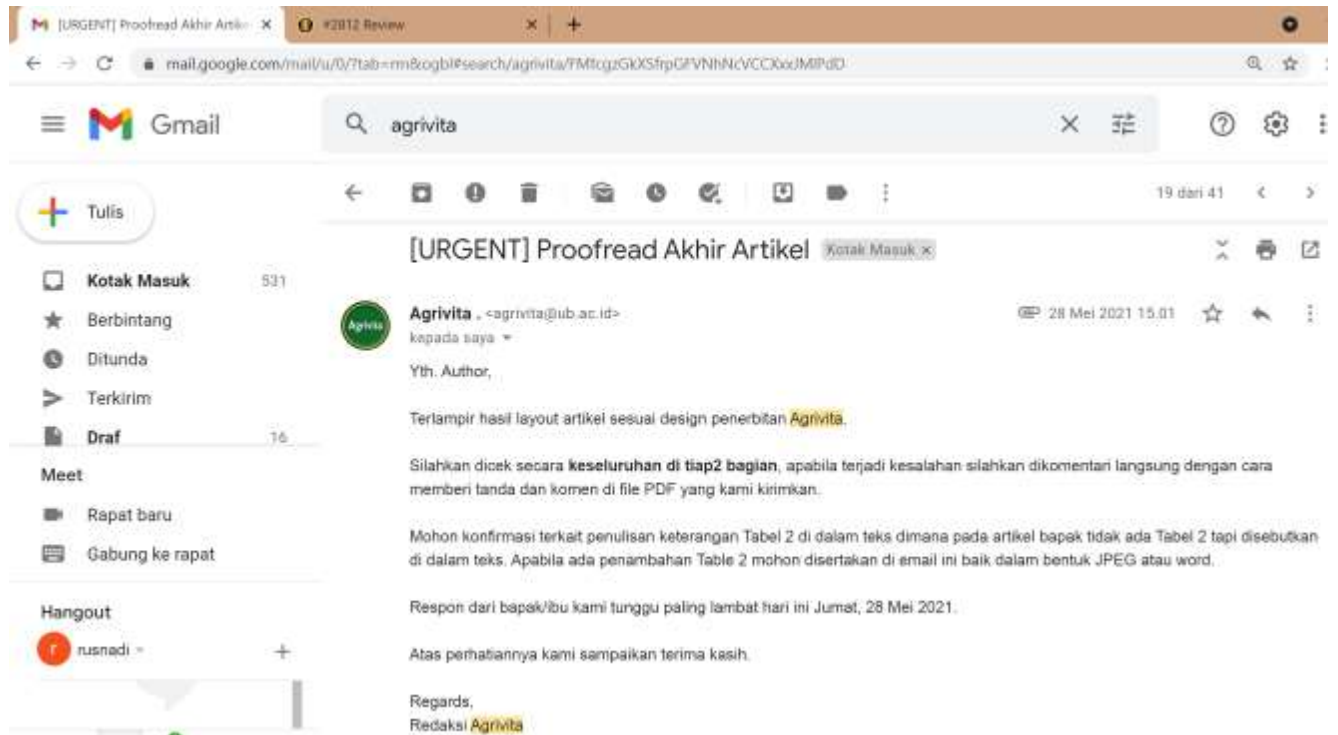 [URGENT] Proofread Akhir Artik
#2812 Review
mail.google.com/mail/u/0/?tab=rm&ogbl#search/agrivita/
Gmail
agrivita
Tulis
19 dari 41
[URGENT] Proofread Akhir Artikel Kotak Masuk ×
Kotak Masuk 531
Berbintang
Ditunda
Terkirim
Draf 16
Meet
Rapat baru
Gabung ke rapat
Hangout
r rusnadi
Agrivita
Agrivita . <agrivita@ub.ac.id> 28 Mei 2021 15.01
kepada saya
Yth. Author,
Terlampir hasil layout artikel sesuai design penerbitan Agrivita.
Silahkan dicek secara keseluruhan di tiap2 bagian, apabila terjadi kesalahan silahkan dikomentari langsung dengan cara
memberi tanda dan komen di file PDF yang kami kirimkan.
Mohon konfirmasi terkait penulisan keterangan Tabel 2 di dalam teks dimana pada artikel bapak tidak ada Tabel 2 tapi disebutkan
di dalam teks. Apabila ada penambahan Table 2 mohon disertakan di email ini baik dalam bentuk JPEG atau word.
Respon dari bapak/ibu kami tunggu paling lambat hari ini Jumat, 28 Mei 2021.
Atas perhatiannya kami sampaikan terima kasih.
Regards,
Redaksi Agrivita